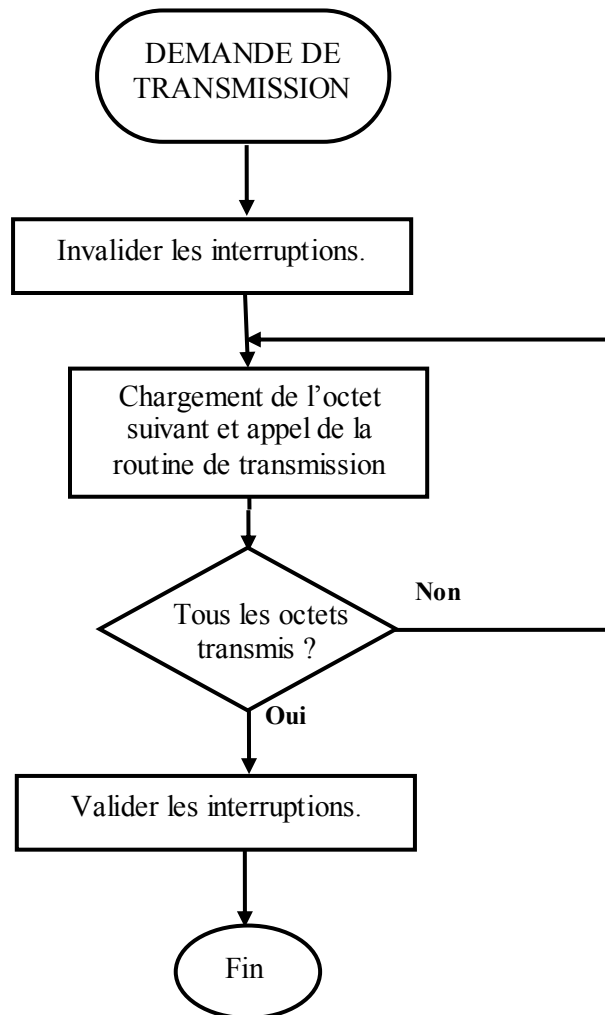 DEMANDE DE
TRANSMISSION
Invalider les interruptions.
Chargement de l’octet
suivant et appel de la
routine de transmission
Non
Tous les octets
transmis ?
Oui
Valider les interruptions.
Fin